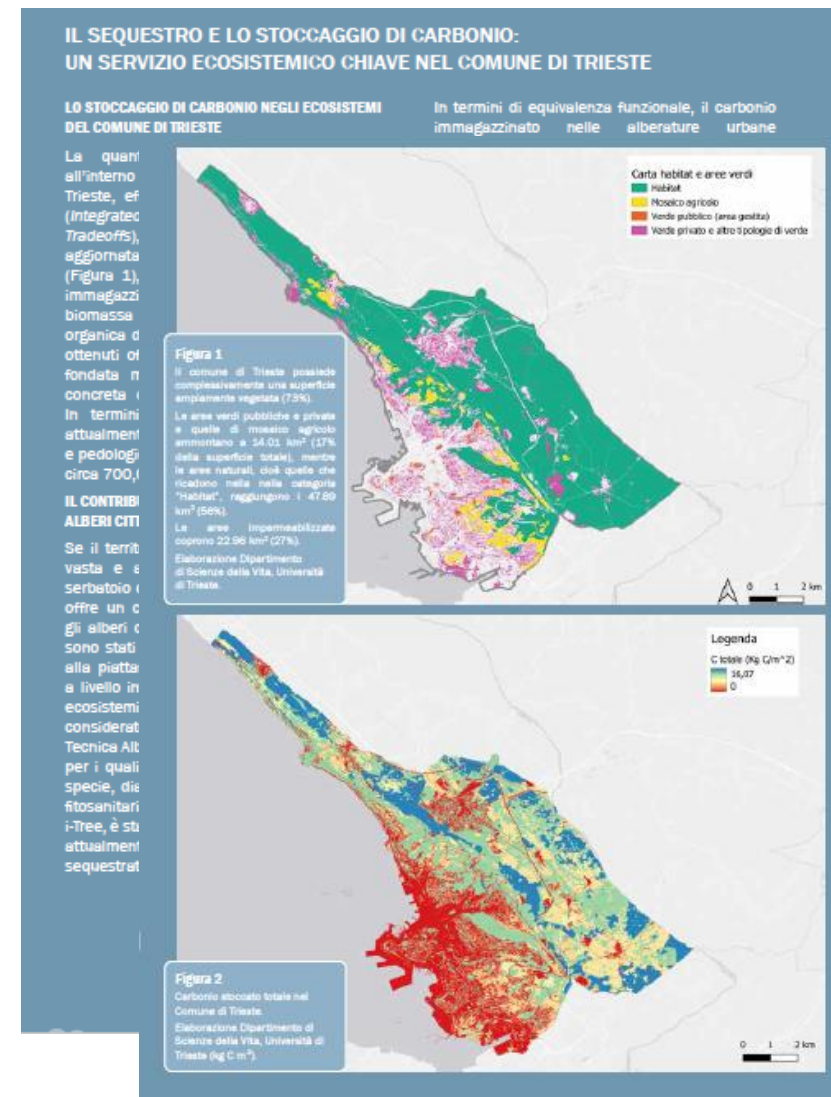 IL SEQUESTRO E LO STOCCAGGIO DI CARBONIO:
UN SERVIZIO ECOSISTEMICO CHIAVE NEL COMUNE DI TRIESTE
LO STOCCAGGIO DI CARBONIO NEGLI ECOSISTEMI
DEL COMUNE DI TRIESTE
La quant
all'interno
Trieste, ef
(Integrated
Tradeoffs),
aggiornata
(Figura 1),
immagazzi
biomassa
organica d
ottenuti of
fondata n
concreta
In termini
attualment
e pedologi
circa 700,
IL CONTRIBU
ALBERI CITT
Se il territ
vasta e a
serbatoio
offre un c
gli alberi c
sono stati
alla piatta
a livello in
ecosistemi
considerat
Tecnica Alb
per i quali
specie, dia
fitosanitari
i-Tree, è sta
attualment
sequestrat
In termini di equivalenza funzionale, il carbonio
immagazzinato nelle alberature urbane
Carta habitat e aree verdi
Habitat
Mosaico agricolo
Verde pubblico (area gestita)
Verde privato e altre tipologie di verde
Figura 1
Il comune di Trieste possiede
complessivamente una superficie
ampiamente vegetata (73%).
Le aree verdi pubbliche e private
e quelle di mosaico agricolo
ammontano a 14.01 km² (17%
della superficie totale), mentre
le aree naturali, cioè quelle che
ricadono nella nelle categoria
"Habitat", raggiungono i 47.89
km² (56%).
Le aree impermeabilizzate
coprono 22.96 km² (27%).
Elaborazione Dipartimento
di Scienze della Vita, Università
di Trieste.
0 1 2 km
Legenda
C totale (Kg C/m^2)
16,07
0
Figura 2
Carbonio stoccato totale nel
Comune di Trieste.
Elaborazione Dipartimento di
Scienze della Vita, Università di
Trieste (kg C m²).
0 1 2 km